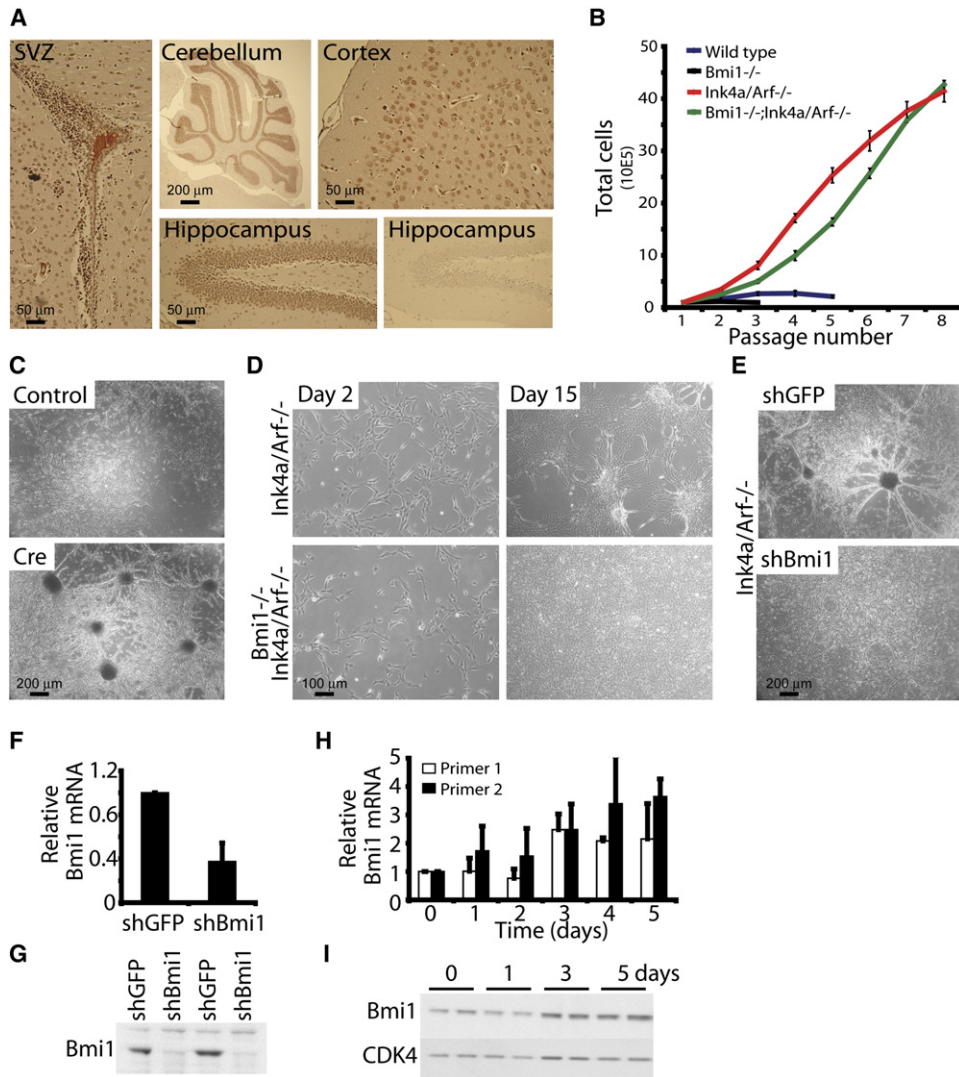 A
SVZ
50 μm
Cerebellum
200 μm
Cortex
50 μm
Hippocampus
50 μm
Hippocampus
B
Total cells
(10E5)
50
40
30
20
10
0
Wild type
Bmi1-/-
Ink4a/Arf-/-
Bmi1-/-;Ink4a/Arf-/-
1 2 3 4 5 6 7 8
Passage number
C
Control
Cre
200 μm
D
Ink4a/Arf-/-
Day 2
Day 15
Bmi1-/-
Ink4a/Arf-/-
100 μm
E
Ink4a/Arf-/-
shGFP
shBmi1
200 μm
F
Relative
Bmi1 mRNA
1.2
0.8
0.4
0
shGFP shBmi1
G
shGFP shBmi1 shGFP shBmi1
Bmi1
H
Relative
Bmi1 mRNA
5
4
3
2
1
0
Primer 1
Primer 2
0 1 2 3 4 5
Time (days)
I
0 1 3 5 days
Bmi1
CDK4